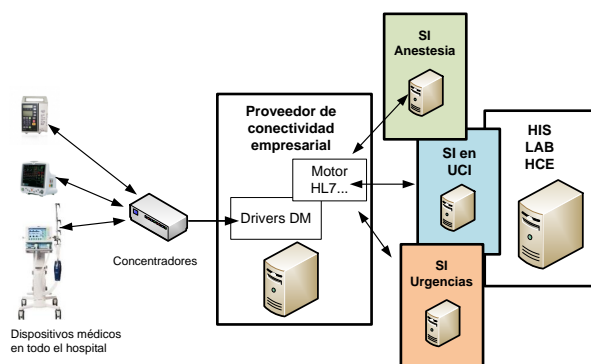 SI
Anestesia
Proveedor de
conectividad
empresarial
Motor
HL7...
Drivers DM
SI en
UCI
HIS
LAB
HCE
SI
Urgencias
Concentradores
Dispositivos médicos
en todo el hospital